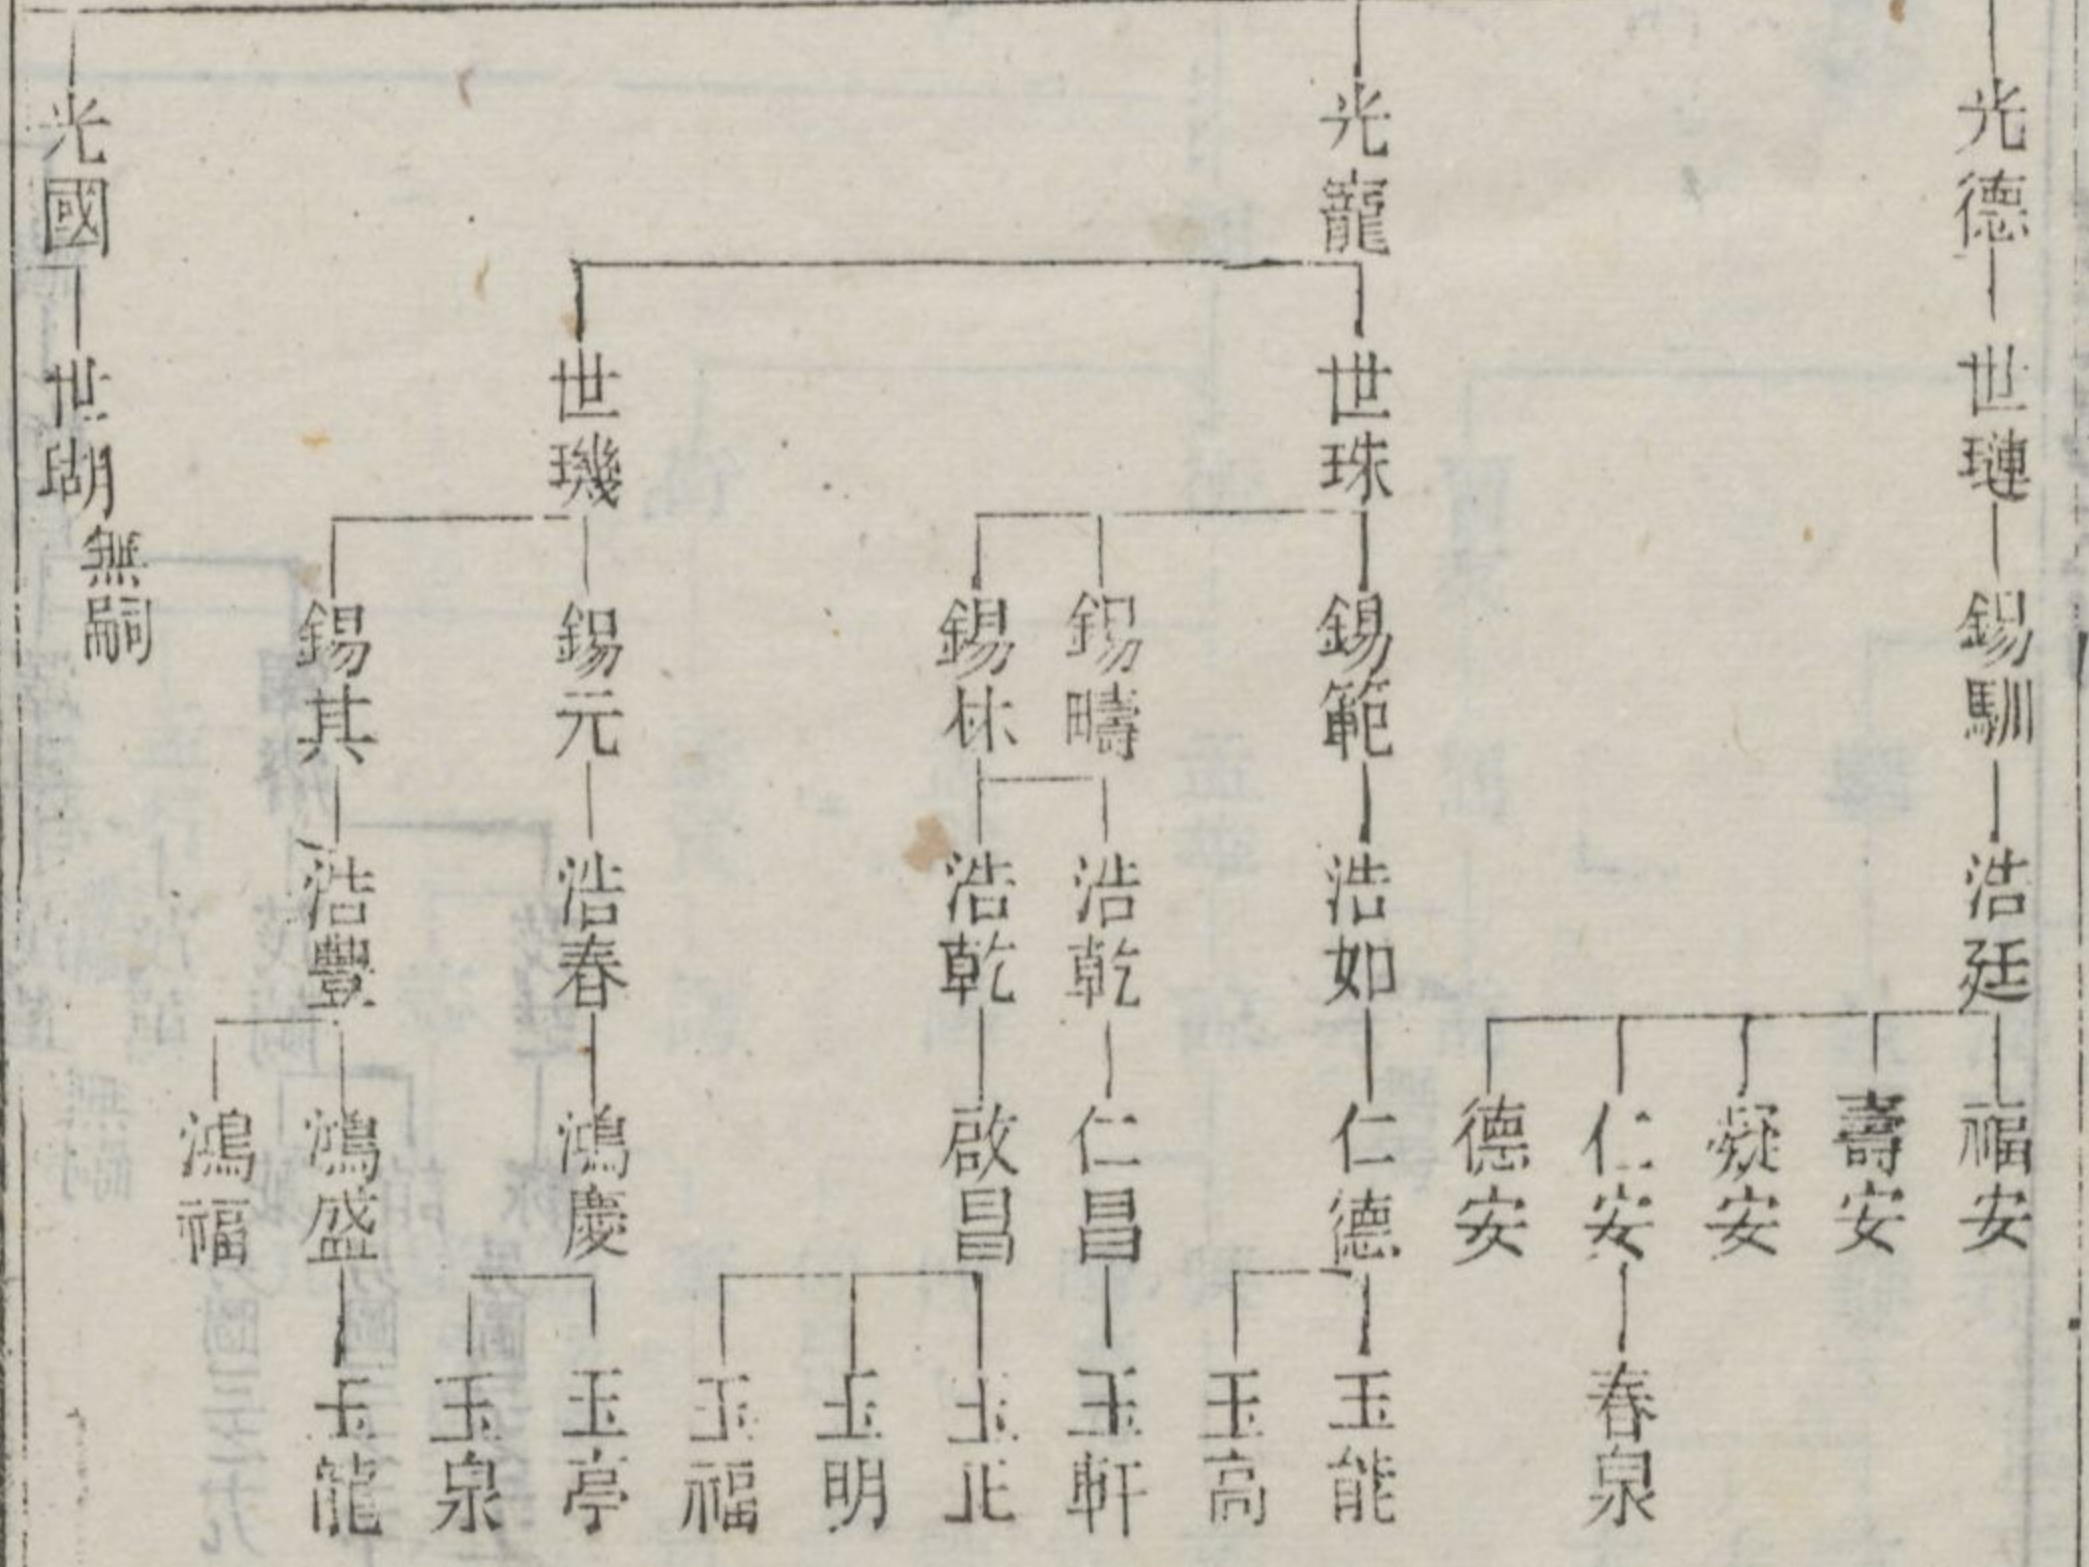 光德
世璉
錫馴
浩廷
福安
壽安
凝安
仁安
春泉
德安
光龍
世珠
錫範
浩如
仁德
玉能
玉高
錫疇
浩乾
仁昌
玉軒
錫林
浩乾
啟昌
玉北
玉明
玉福
世璣
錫元
浩春
鴻慶
玉亭
玉泉
錫其
浩豐
鴻盛
玉龍
鴻福
光國
世瑚
無嗣